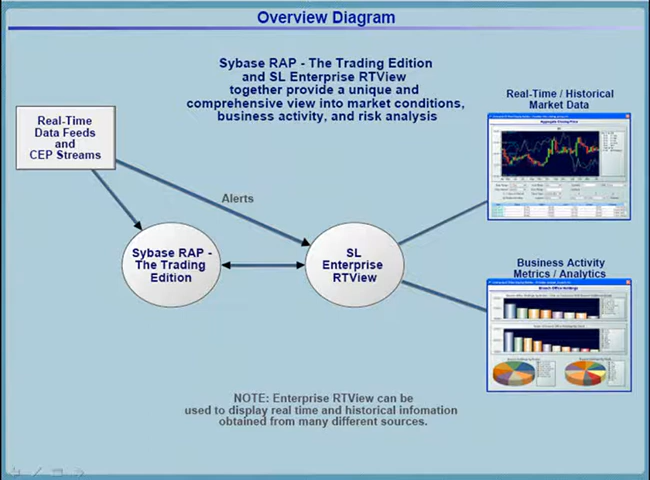 Overview Diagram
Sybase RAP - The Trading Edition
and SL Enterprise RTView
together provide a unique and
comprehensive view into market conditions,
business activity, and risk analysis
Real-Time
Data Feeds
and
CEP Streams
Alerts
Sybase RAP -
The Trading
Edition
SL
Enterprise
RTView
Real-Time / Historical
Market Data
Business Activity
Metrics / Analytics
Branch Office Holdings
NOTE: Enterprise RTView can be
used to display real time and historical infomation
obtained from many different sources.